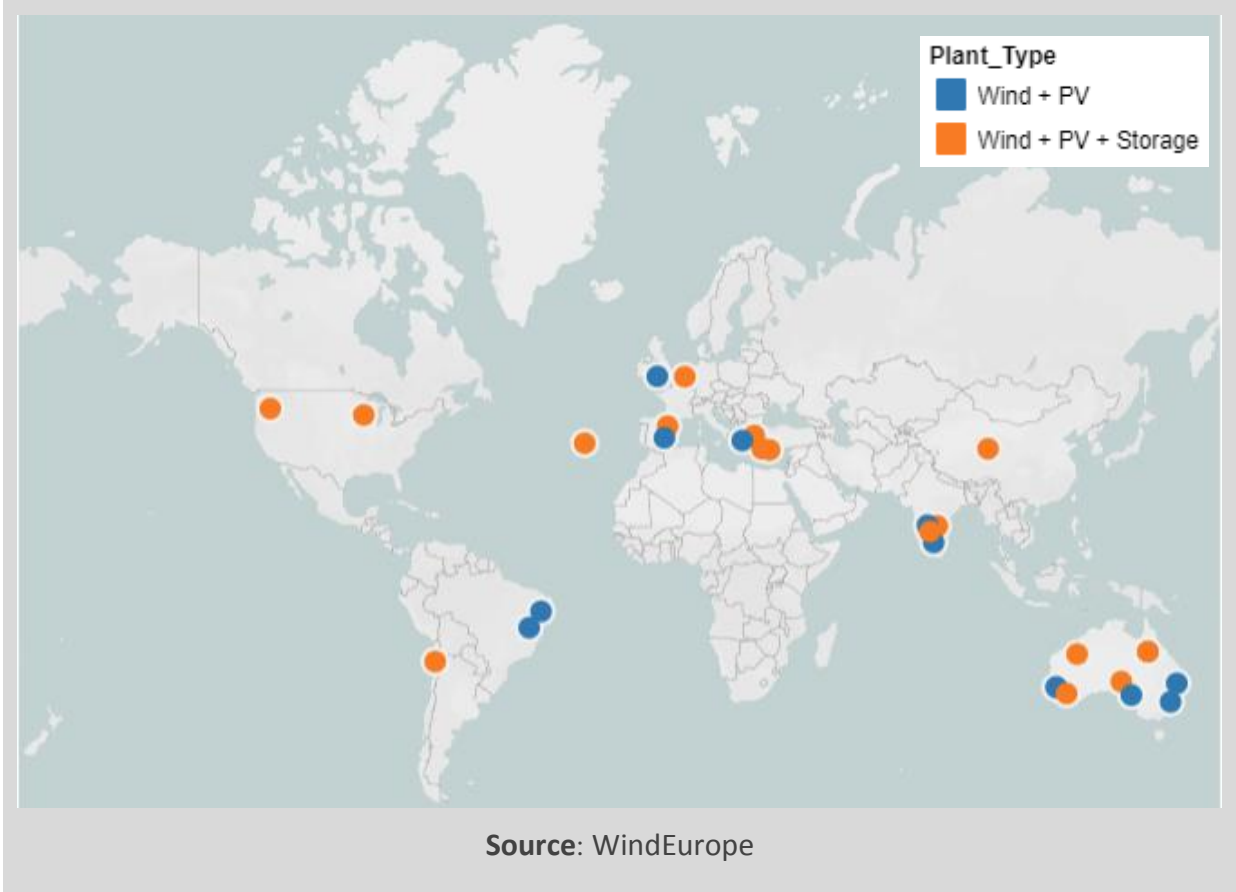 Plant_Type
Wind + PV
Wind + PV + Storage
Source: WindEurope